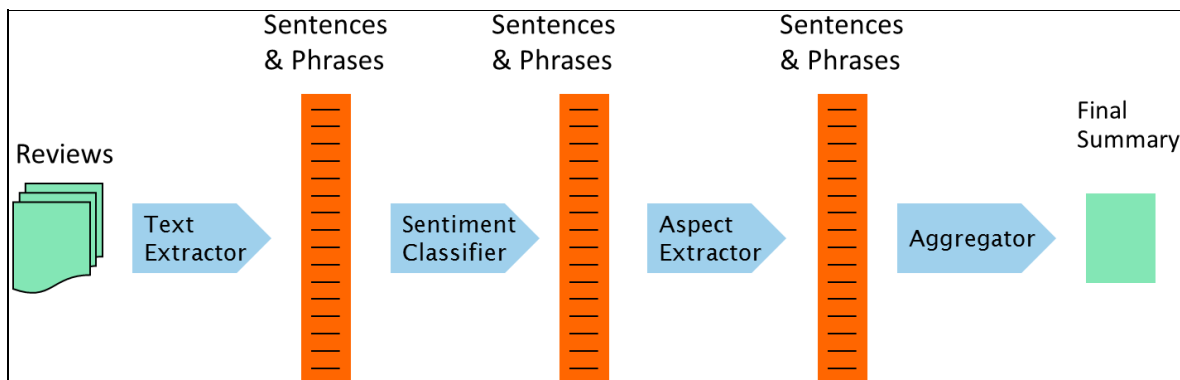 Sentences
& Phrases
Sentences
& Phrases
Sentences
& Phrases
Final
Summary
Reviews
Text
Extractor
Sentiment
Classifier
Aspect
Extractor
Aggregator